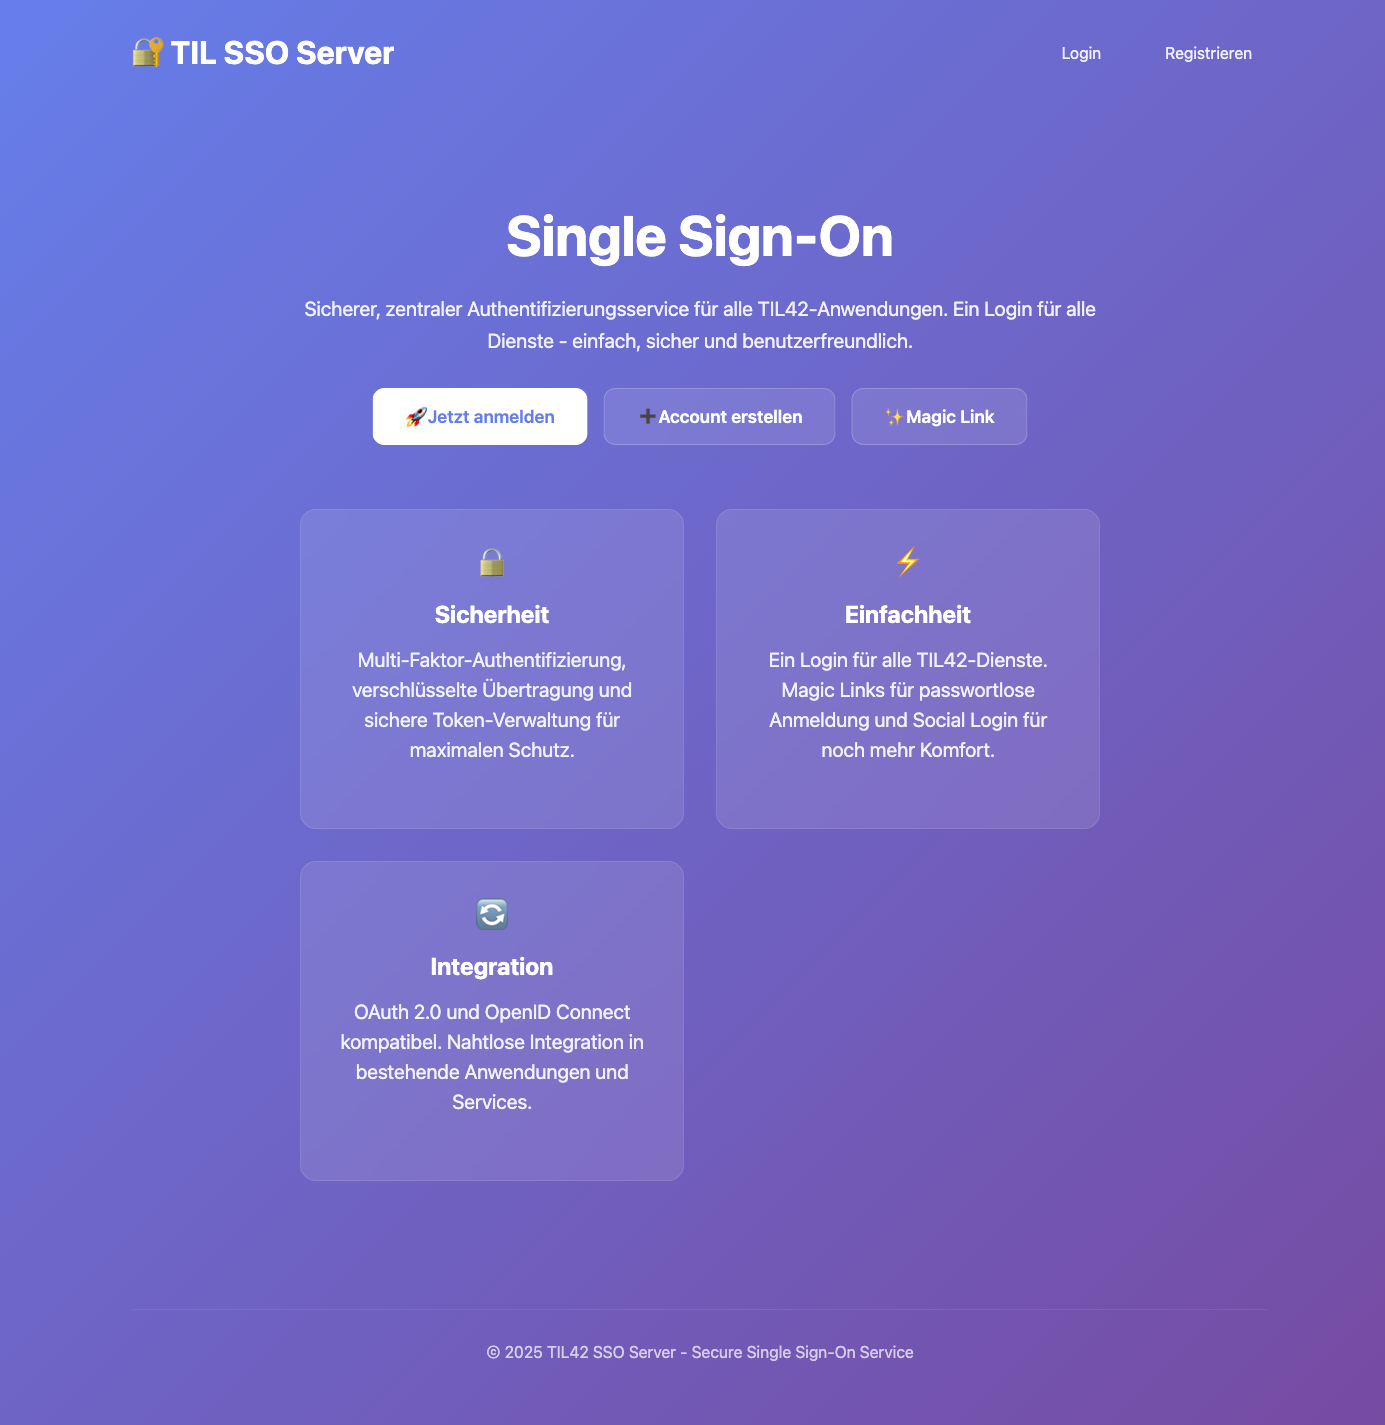 TIL SSO Server
Login
Registrieren
Single Sign-On
Sicherer, zentraler Authentifizierungsservice für alle TIL42-Anwendungen. Ein Login für alle
Dienste - einfach, sicher und benutzerfreundlich.
Jetzt anmelden
Account erstellen
Magic Link
Sicherheit
Multi-Faktor-Authentifizierung,
verschlüsselte Übertragung und
sichere Token-Verwaltung für
maximalen Schutz.
Einfachheit
Ein Login für alle TIL42-Dienste.
Magic Links für passwortlose
Anmeldung und Social Login für
noch mehr Komfort.
Integration
OAuth 2.0 und OpenID Connect
kompatibel. Nahtlose Integration in
bestehende Anwendungen und
Services.
© 2025 TIL42 SSO Server - Secure Single Sign-On Service